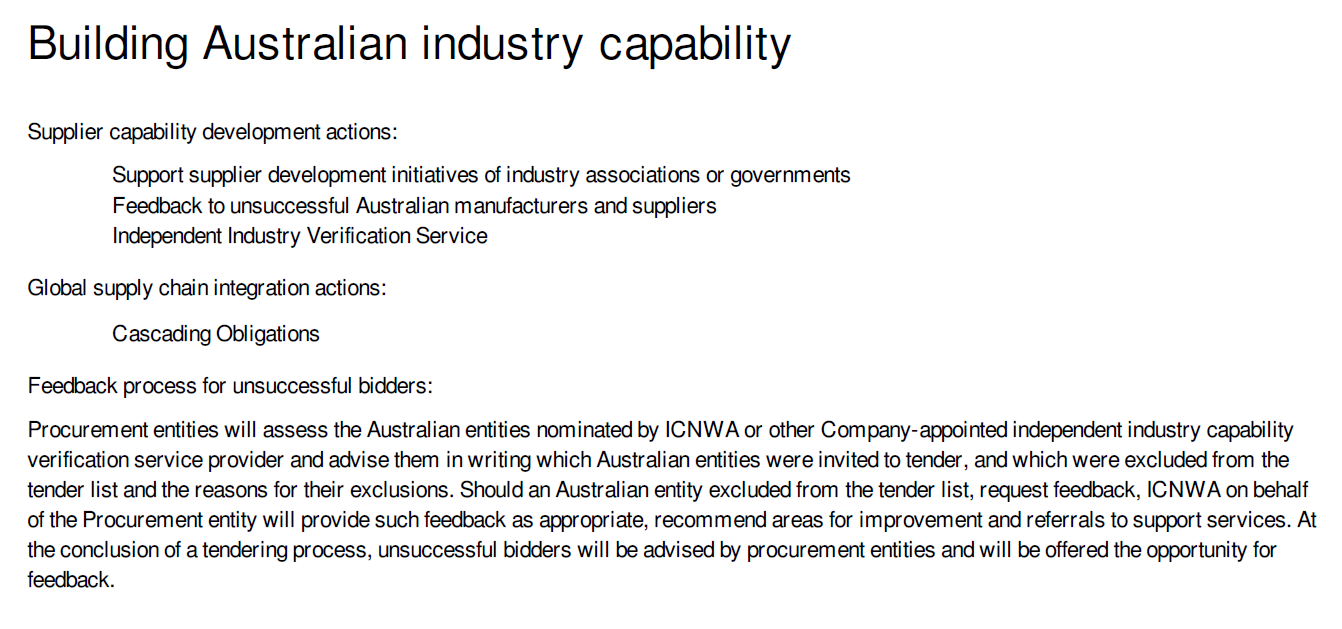 Building Australian industry capability
Supplier capability development actions:
Support supplier development initiatives of industry associations or governments
Feedback to unsuccessful Australian manufacturers and suppliers
Independent Industry Verification Service
Global supply chain integration actions:
Cascading Obligations
Feedback process for unsuccessful bidders:
Procurement entities will assess the Australian entities nominated by ICNWA or other Company-appointed independent industry capability
verification service provider and advise them in writing which Australian entities were invited to tender, and which were excluded from the
tender list and the reasons for their exclusions. Should an Australian entity excluded from the tender list, request feedback, ICNWA on behalf
of the Procurement entity will provide such feedback as appropriate, recommend areas for improvement and referrals to support services. At
the conclusion of a tendering process, unsuccessful bidders will be advised by procurement entities and will be offered the opportunity for
feedback.